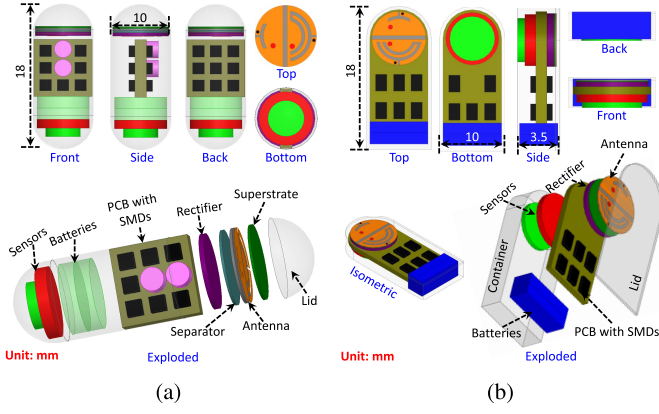 10
18
Front
Side
Back
Top
Bottom
Sensors
Batteries
PCB with
SMDs
Rectifier
Superstrate
Lid
Antenna
Separator
Unit: mm
Exploded
(a)
18
10
3.5
Top
Bottom
Side
Back
Front
Antenna
Rectifier
Sensors
Container
Lid
Isometric
Batteries
PCB with SMDs
Unit: mm
Exploded
(b)